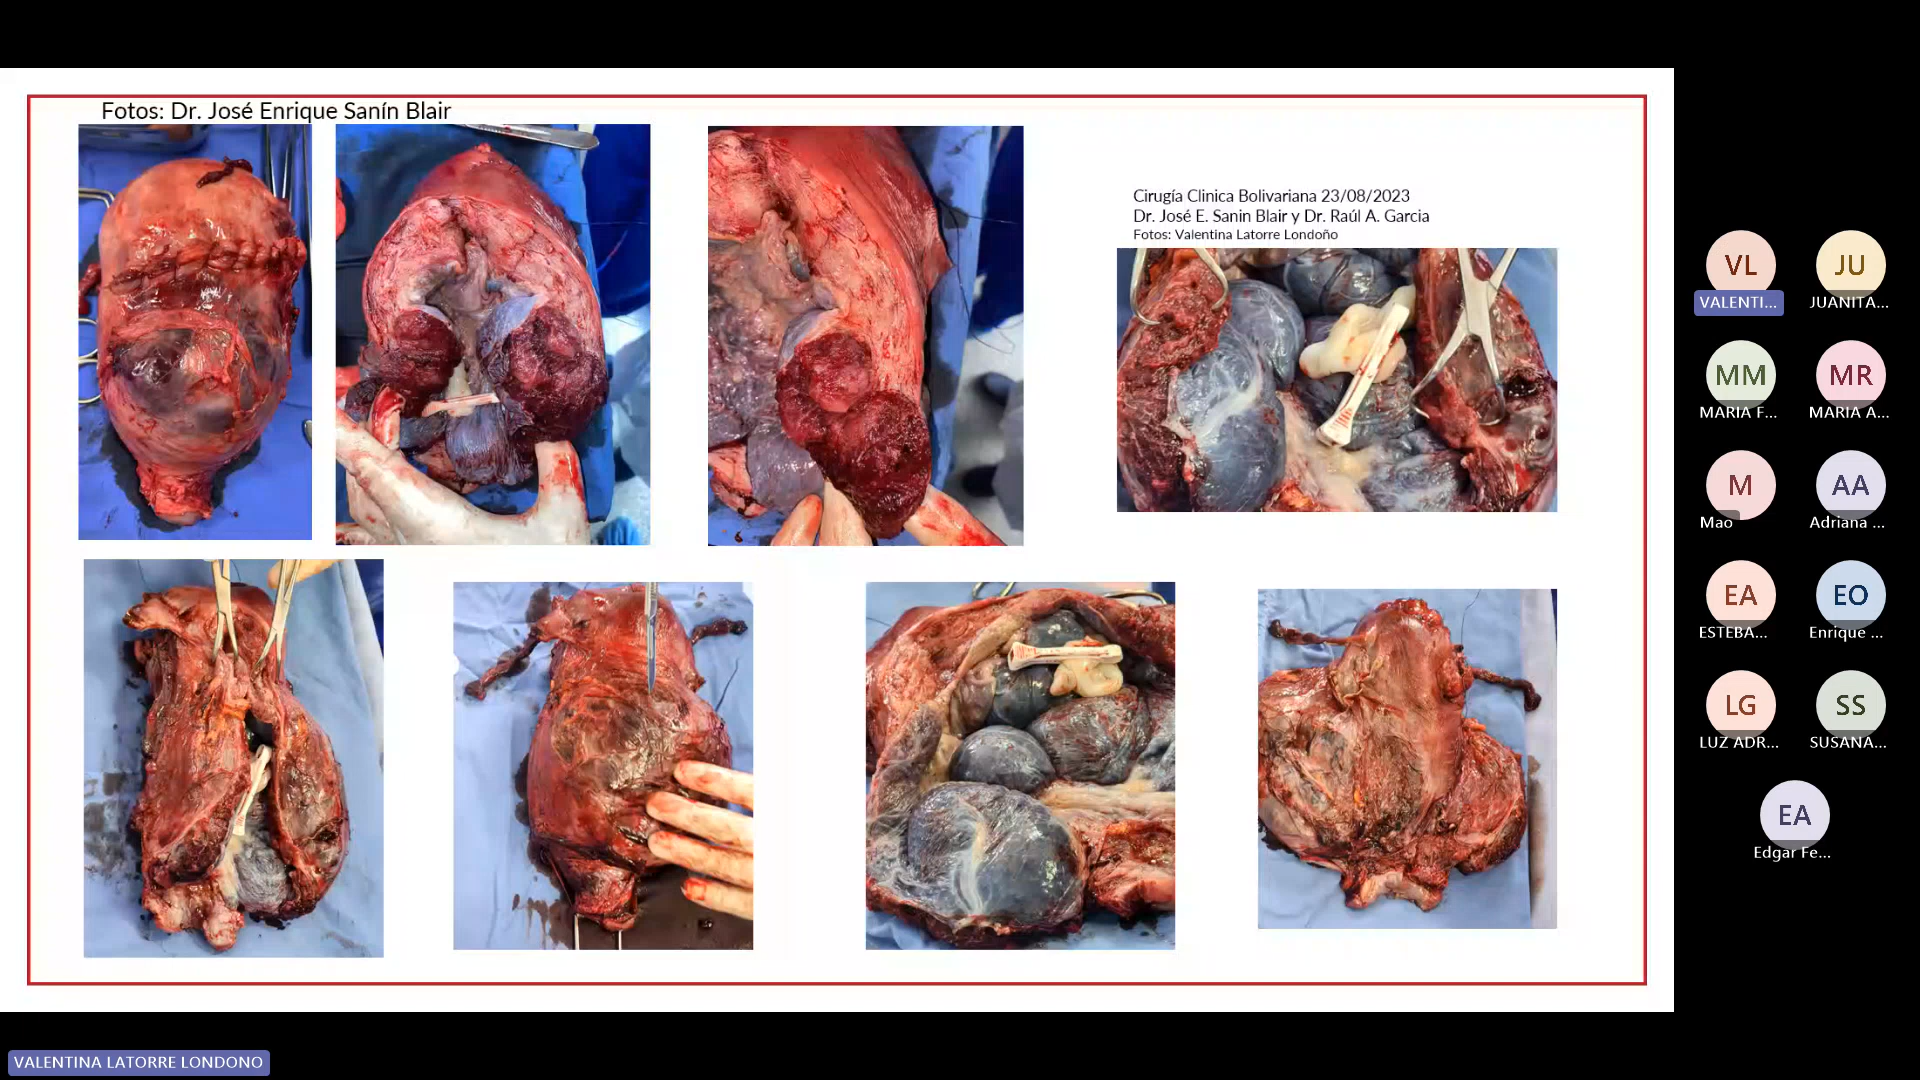 Fotos: Dr. José Enrique Sanín Blair
Cirugía Clinica Bolivariana 23/08/2023
Dr. José E. Sanin Blair y Dr. Raúl A. Garcia
Fotos: Valentina Latorre Londoño
VL
VALENTI...
JU
JUANITA...
MM
MARIA F...
MR
MARIA A...
M
Mao
AA
Adriana ...
EA
ESTEBA...
EO
Enrique ...
LG
LUZ ADR...
SS
SUSANA...
EA
Edgar Fe...
VALENTINA LATORRE LONDONO